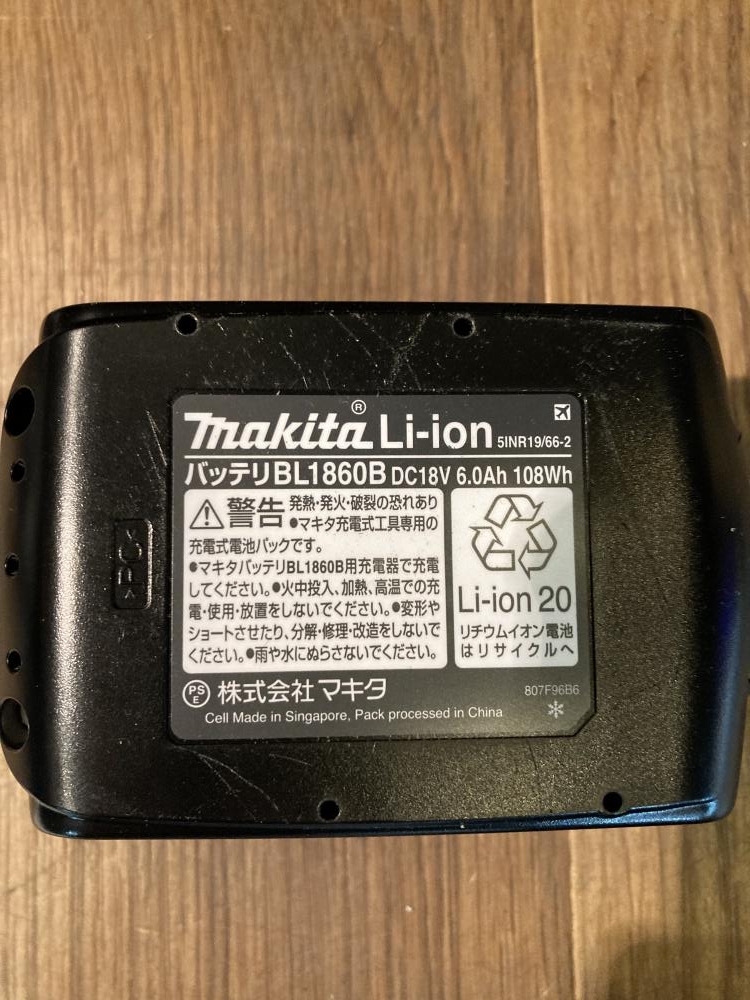 makita® Li-ion 5INR19/66-2
バッテリBL1860B DC18V 6.0Ah 108Wh
警告 発熱・発火・破裂の恐れあり
●マキタ充電式工具専用の
充電式電池パックです。
●マキタバッテリBL1860B用充電器で充電
してください。●火中投入、加熱、高温での充
電・使用・放置をしないでください。●変形や
ショートさせたり、分解・修理・改造をしないで
ください。●雨や水にぬらさないでください。
Li-ion 20
リチウムイオン電池
はリサイクルへ
PSE 株式会社マキタ
807F96B6
Cell Made in Singapore, Pack processed in China
>PC<